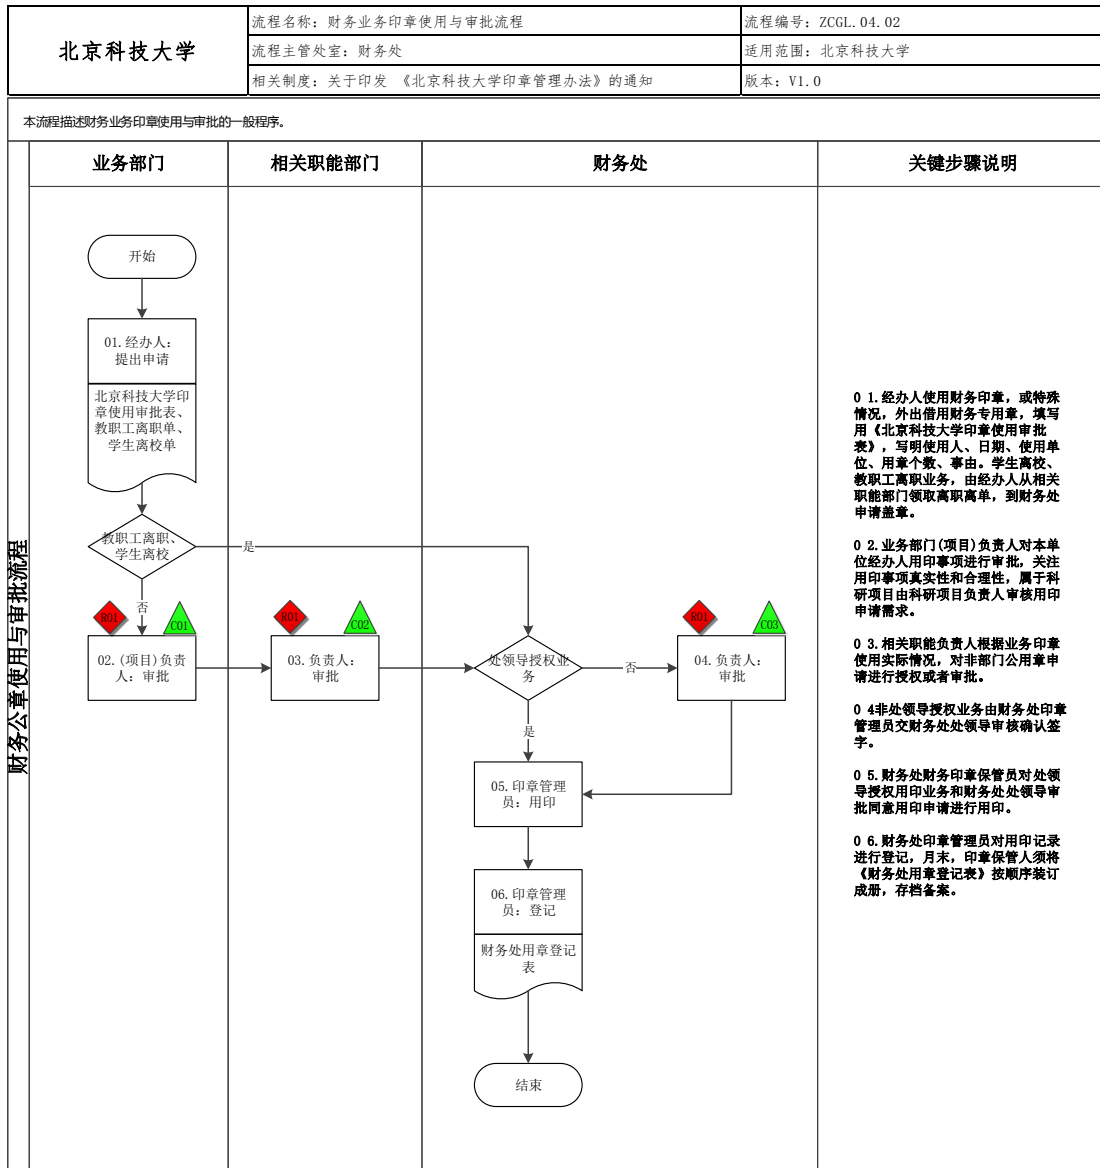 北京科技大学
流程名称：财务业务印章使用与审批流程
流程编号：ZCGL.04.02
流程主管处室：财务处
适用范围：北京科技大学
相关制度：关于印发 《北京科技大学印章管理办法》的通知
版本：V1.0
本流程描述财务业务印章使用与审批的一般程序。
财务公章使用与审批流程
业务部门
相关职能部门
财务处
关键步骤说明
开始
01.经办人：
提出申请
北京科技大学印
章使用审批表、
教职工离职单、
学生离校单
教职工离职、
学生离校
是
否
R01
C01
02.(项目)负责
人：审批
R01
C02
03.负责人：
审批
处领导授权业
务
否
R01
C03
04.负责人：
审批
是
05.印章管理
员：用印
06.印章管理
员：登记
财务处用章登记
表
结束
0 1.经办人使用财务印章，或特殊
情况，外出借用财务专用章，填写
用《北京科技大学印章使用审批
表》，写明使用人、日期、使用单
位、用章个数、事由。学生离校、
教职工离职业务，由经办人从相关
职能部门领取离职离单，到财务处
申请盖章。
0 2.业务部门(项目)负责人对本单
位经办人用印事项进行审批，关注
用印事项真实性和合理性，属于科
研项目由科研项目负责人审核用印
申请需求。
0 3.相关职能负责人根据业务印章
使用实际情况，对非部门公用章申
请进行授权或者审批。
0 4非处领导授权业务由财务处印章
管理员交财务处处领导审核确认签
字。
0 5.财务处财务印章保管员对处领
导授权用印业务和财务处处领导审
批同意用印申请进行用印。
0 6.财务处印章管理员对用印记录
进行登记，月末，印章保管人须将
《财务处用章登记表》按顺序装订
成册，存档备案。